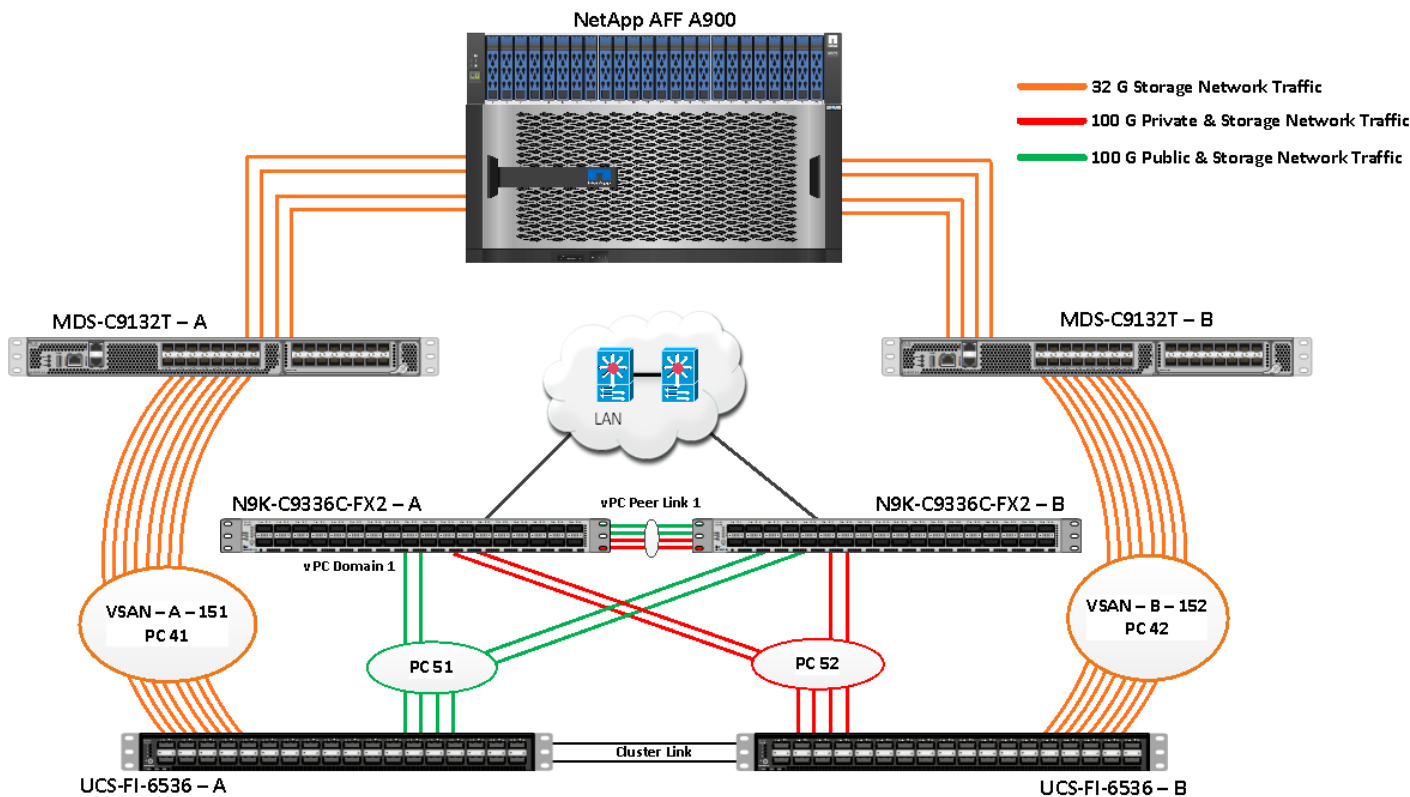 NetApp AFF A900
32 G Storage Network Traffic
100 G Private & Storage Network Traffic
100 G Public & Storage Network Traffic
NetApp
MDS-C9132T – A
MDS-C9132T – B
LAN
N9K-C9336C-FX2 – A
vPC Peer Link 1
N9K-C9336C-FX2 – B
vPC Domain 1
VSAN – A – 151
PC 41
VSAN – B – 152
PC 42
PC 51
PC 52
Cluster Link
UCS-FI-6536 – A
UCS-FI-6536 – B